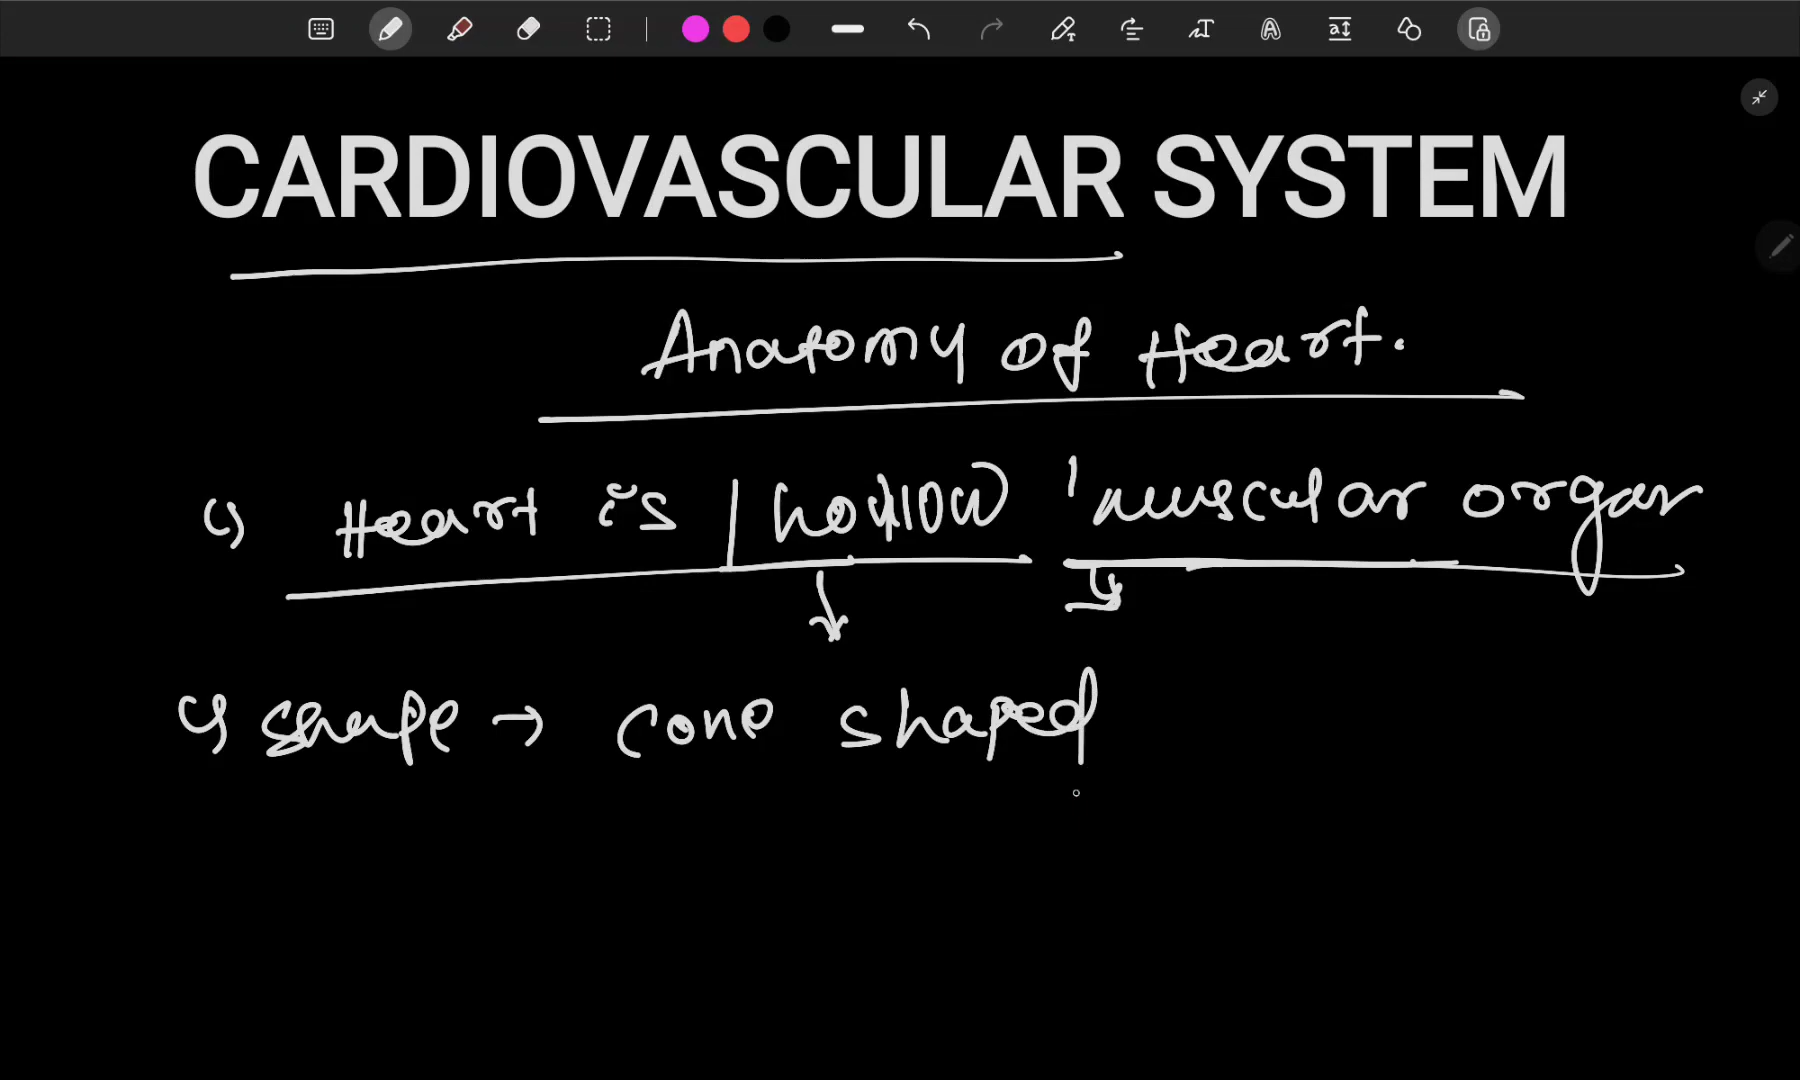 CARDIOVASCULAR SYSTEM
Anatomy of Heart.
Heart is hollow muscular organ
shape → cone shaped